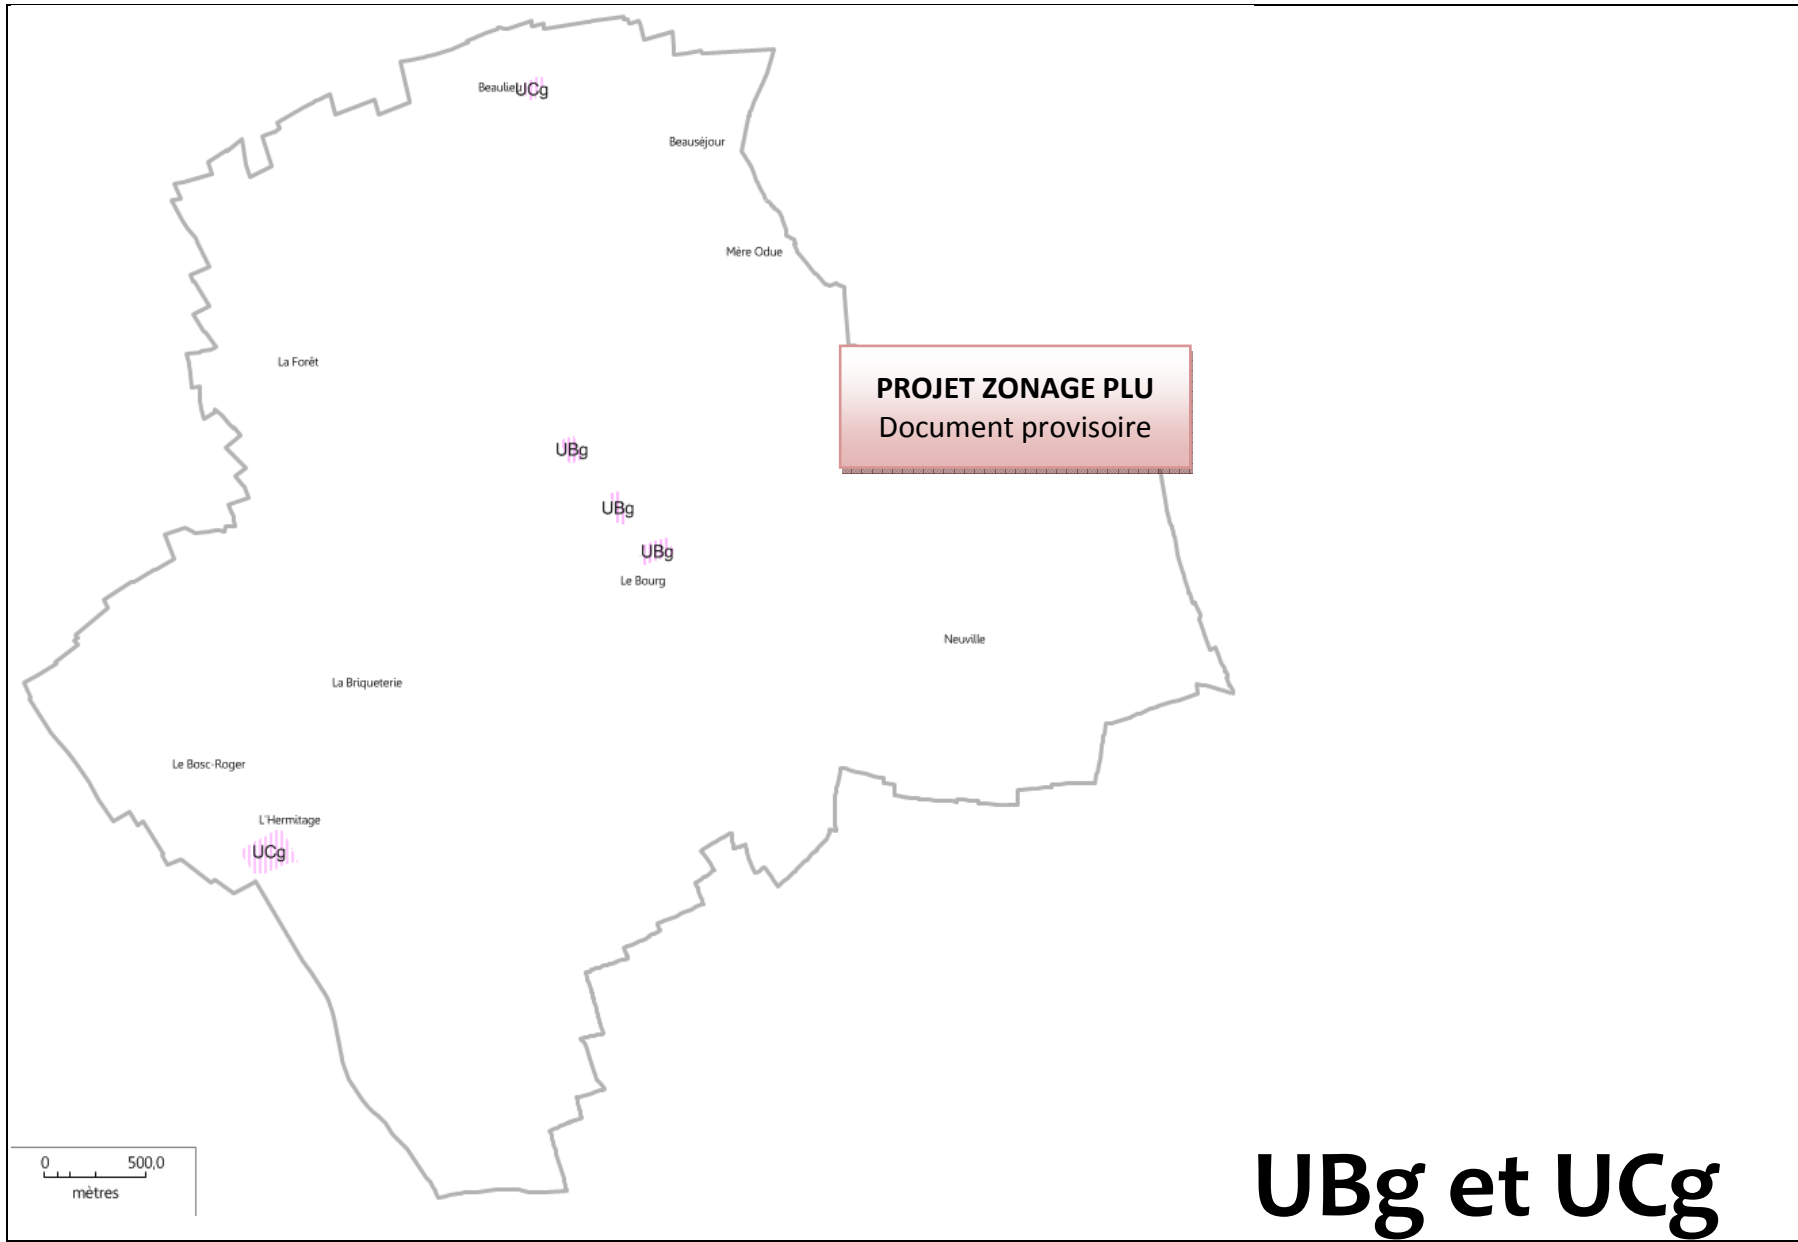 Beaulieu
UCg
Beauséjour
Mère Odue
La Forêt
PROJET ZONAGE PLU
Document provisoire
UBg
UBg
UBg
Le Bourg
Neuville
La Briqueterie
Le Bosc-Roger
L'Hermitage
UCg
0 500,0
mètres
UBg et UCg